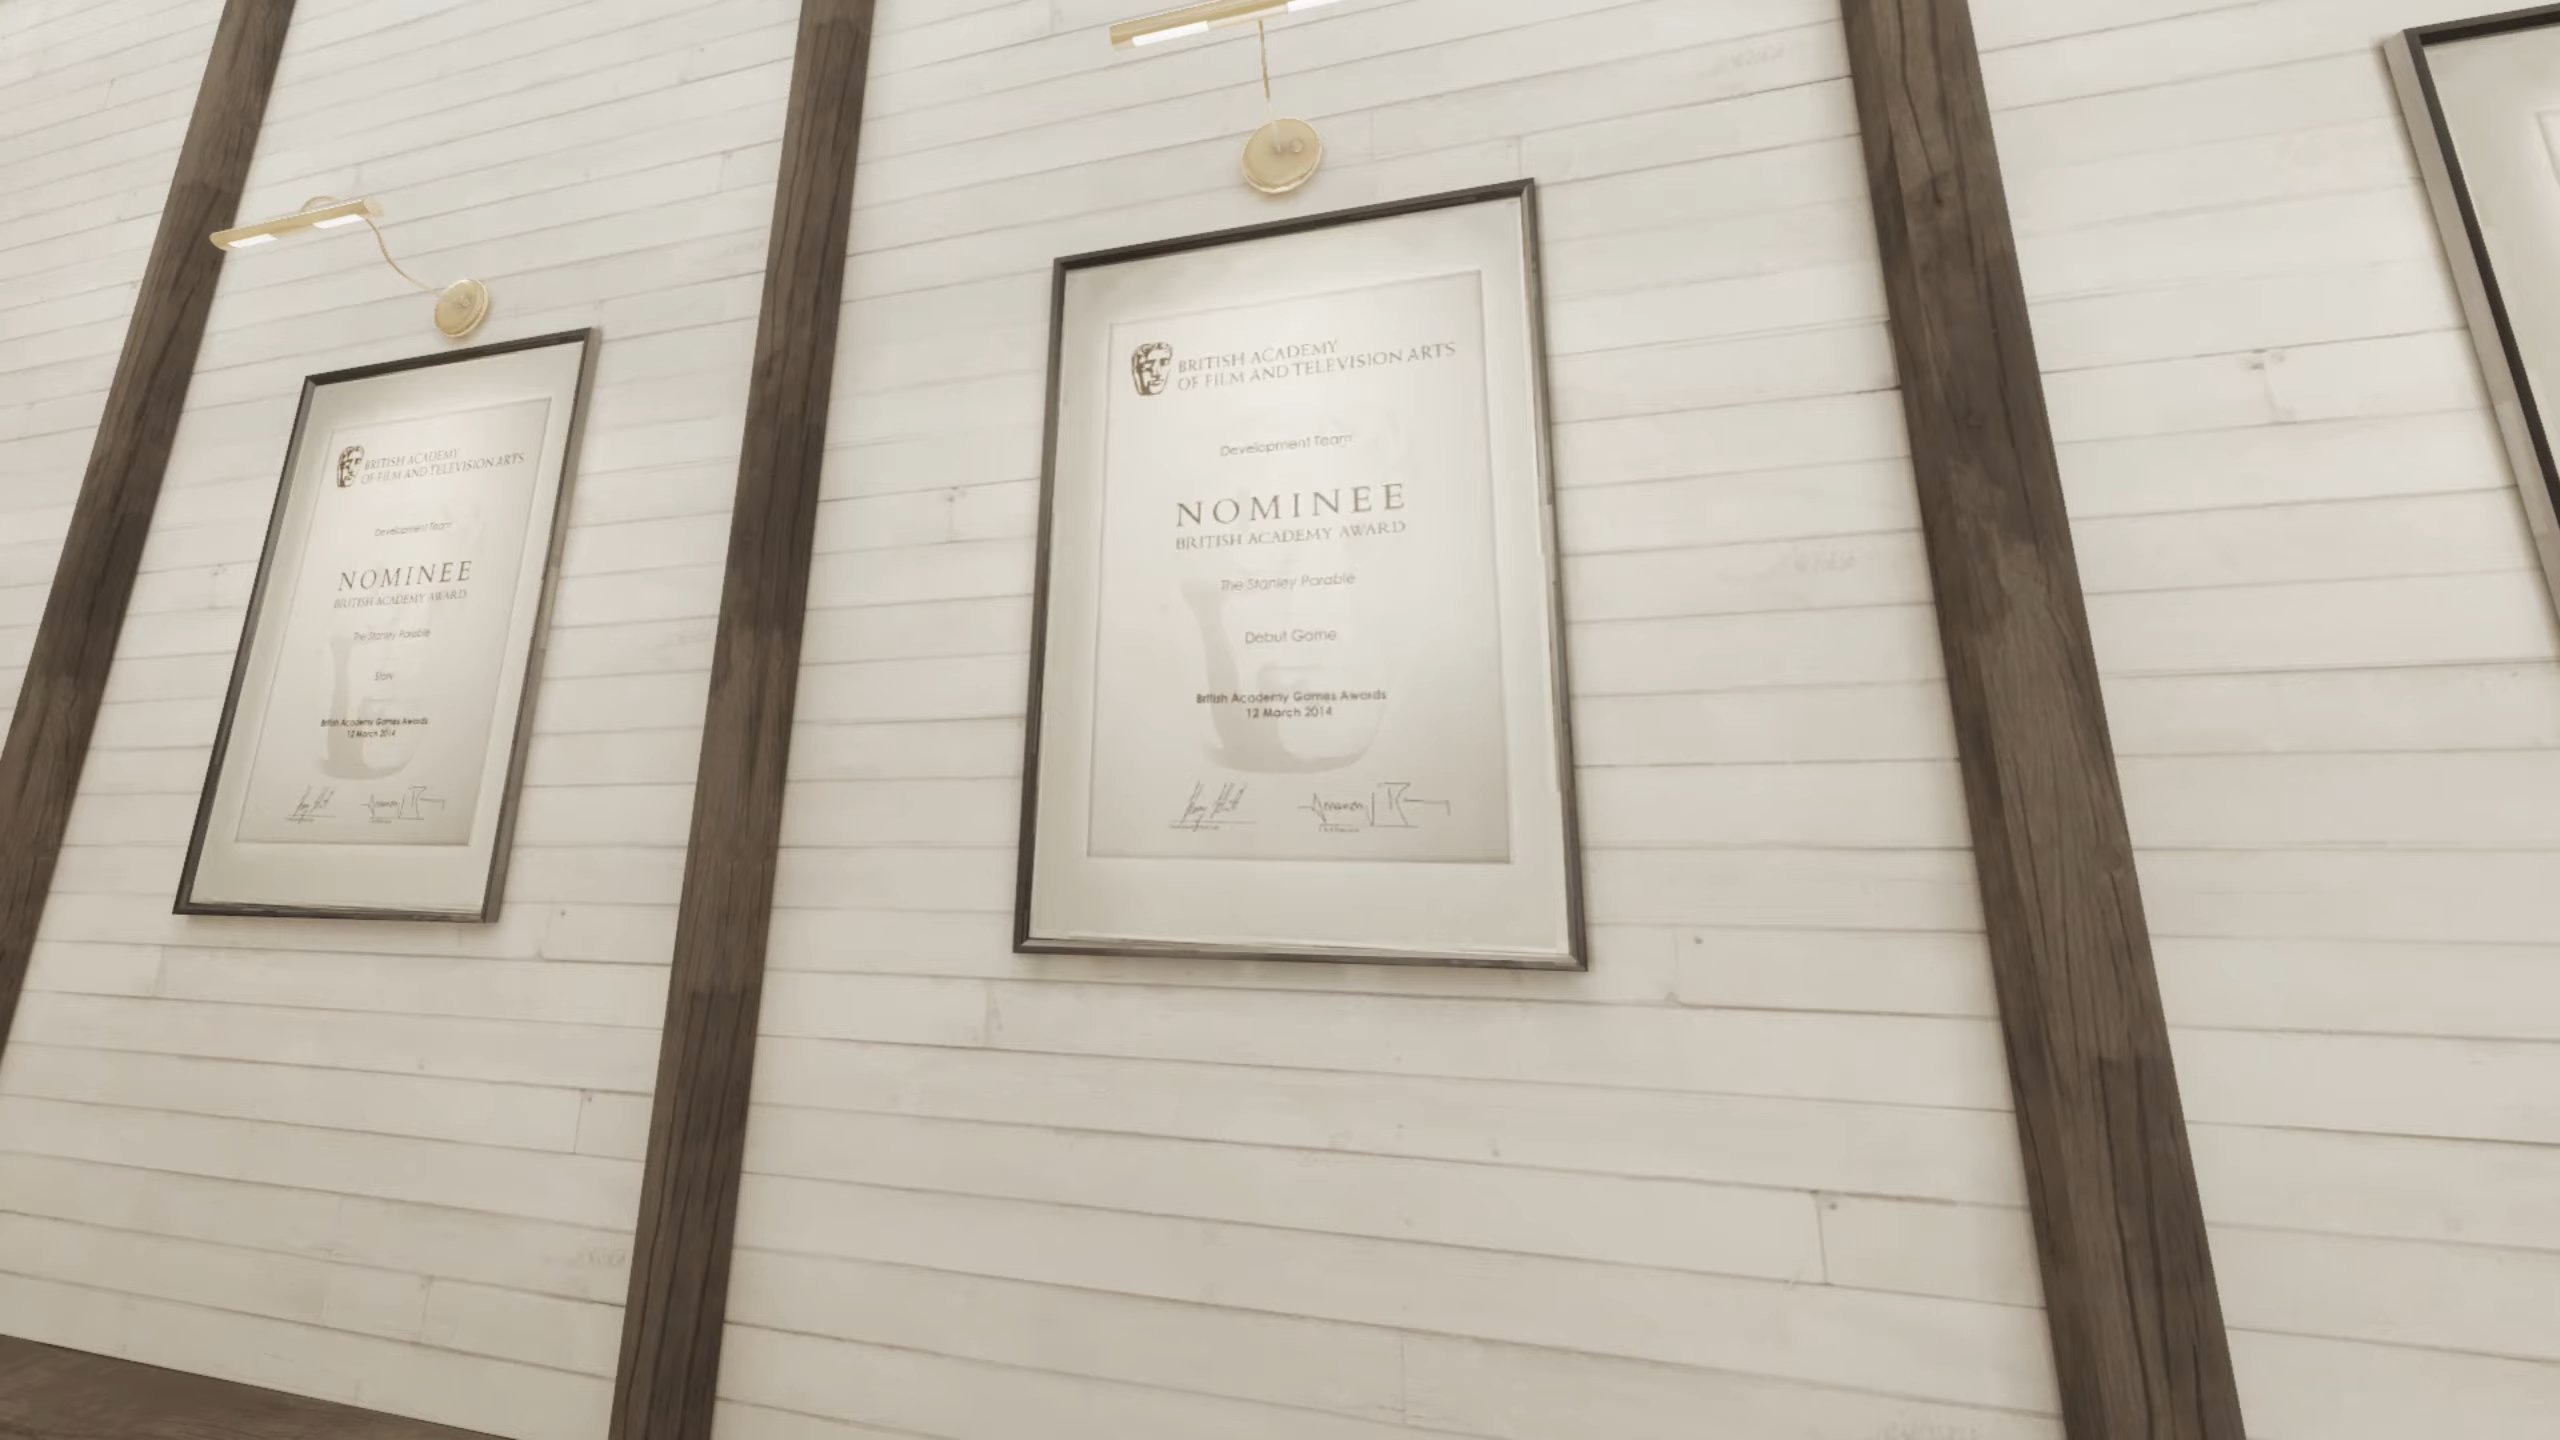 BRITISH ACADEMY
OF FILM AND TELEVISION ARTS
Development Team
NOMINEE
BRITISH ACADEMY AWARD
The Stanley Parable
Story
British Academy Games Awards
12 March 2014
BRITISH ACADEMY
OF FILM AND TELEVISION ARTS
Development Team
NOMINEE
BRITISH ACADEMY AWARD
The Stanley Parable
Debut Game
British Academy Games Awards
12 March 2014